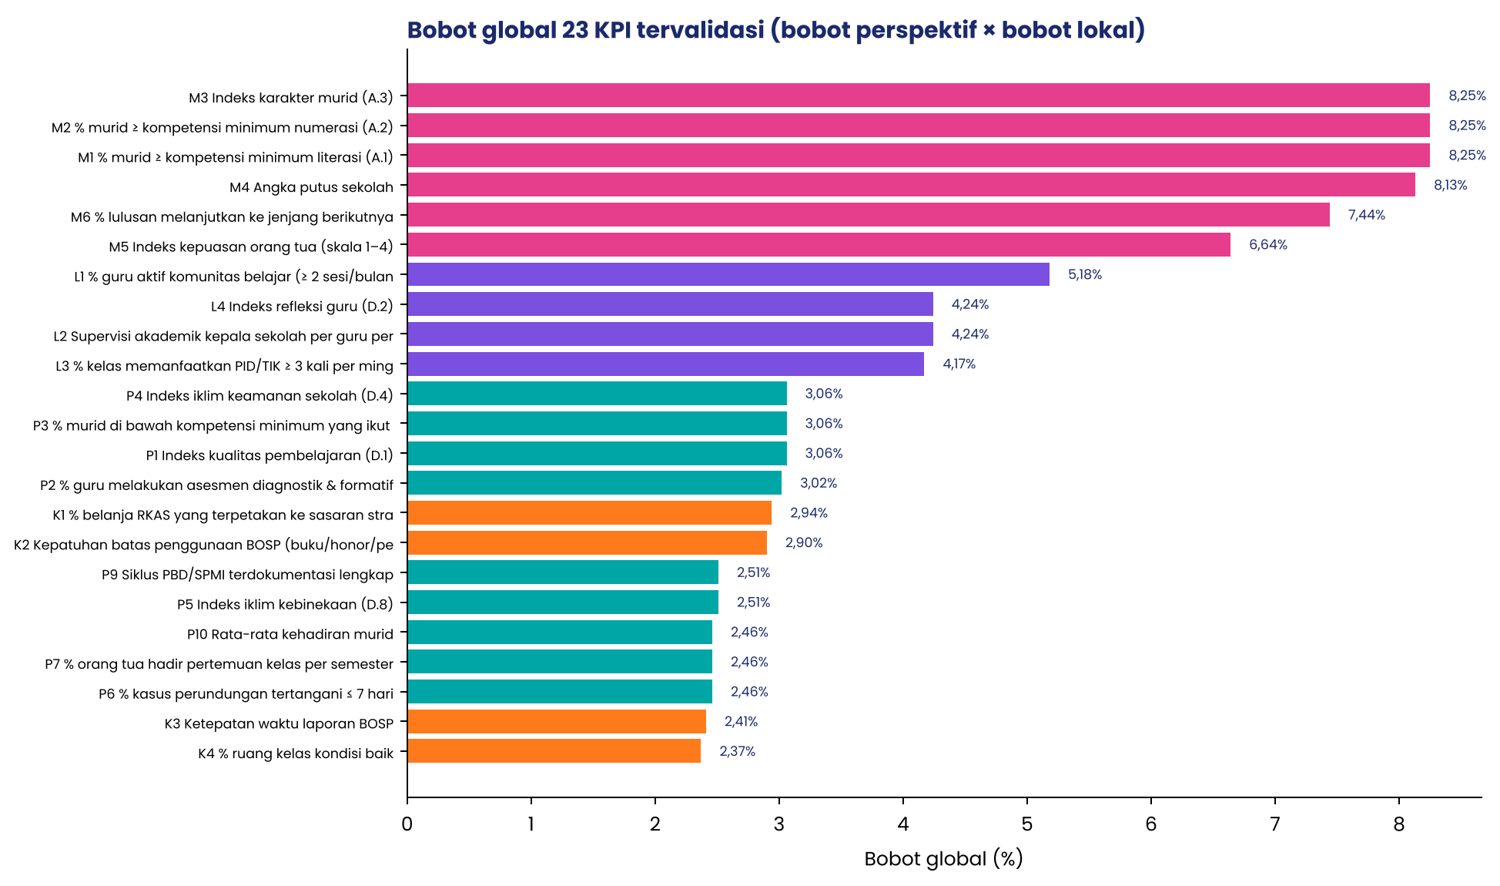 Bobot global 23 KPI tervalidasi (bobot perspektif × bobot lokal)
M3 Indeks karakter murid (A.3) 8,25%
M2 % murid ≥ kompetensi minimum numerasi (A.2) 8,25%
M1 % murid ≥ kompetensi minimum literasi (A.1) 8,25%
M4 Angka putus sekolah 8,13%
M6 % lulusan melanjutkan ke jenjang berikutnya 7,44%
M5 Indeks kepuasan orang tua (skala 1–4) 6,64%
L1 % guru aktif komunitas belajar (≥ 2 sesi/bulan 5,18%
L4 Indeks refleksi guru (D.2) 4,24%
L2 Supervisi akademik kepala sekolah per guru per 4,24%
L3 % kelas memanfaatkan PID/TIK ≥ 3 kali per ming 4,17%
P4 Indeks iklim keamanan sekolah (D.4) 3,06%
P3 % murid di bawah kompetensi minimum yang ikut 3,06%
P1 Indeks kualitas pembelajaran (D.1) 3,06%
P2 % guru melakukan asesmen diagnostik & formatif 3,02%
K1 % belanja RKAS yang terpetakan ke sasaran stra 2,94%
K2 Kepatuhan batas penggunaan BOSP (buku/honor/pe 2,90%
P9 Siklus PBD/SPMI terdokumentasi lengkap 2,51%
P5 Indeks iklim kebinekaan (D.8) 2,51%
P10 Rata-rata kehadiran murid 2,46%
P7 % orang tua hadir pertemuan kelas per semester 2,46%
P6 % kasus perundungan tertangani ≤ 7 hari 2,46%
K3 Ketepatan waktu laporan BOSP 2,41%
K4 % ruang kelas kondisi baik 2,37%
0 1 2 3 4 5 6 7 8
Bobot global (%)